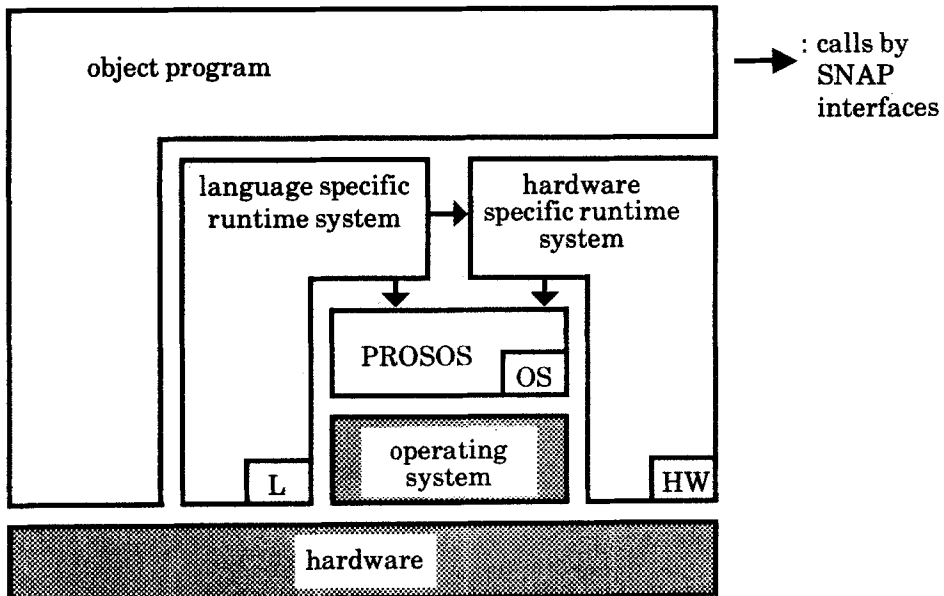 object program
: calls by
SNAP
interfaces
language specific
runtime system
hardware
specific runtime
system
PROSOS
OS
operating
system
L
HW
hardware